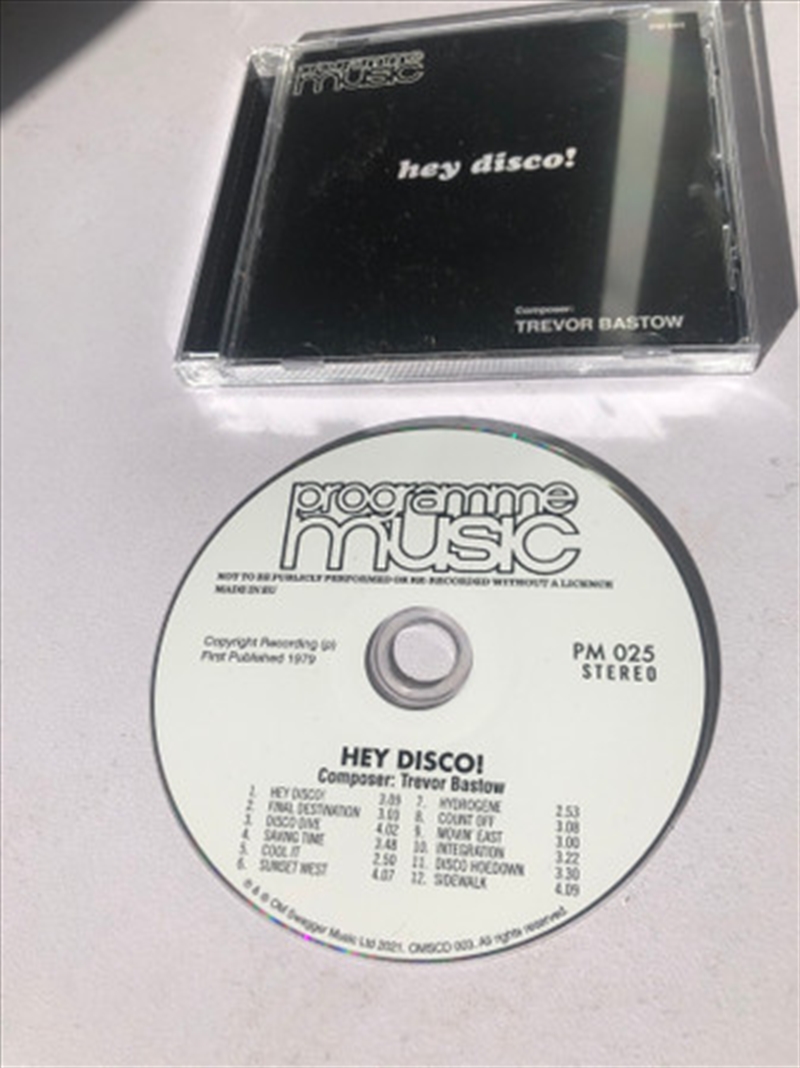 programme
music
hey disco!
Composer:
TREVOR BASTOW
programme
music
NOT TO BE PUBLICLY PERFORMED OR RE-RECORDED WITHOUT A LICENCE
MADE IN EU
Copyright Recording (p)
First Published 1979
PM 025
STEREO
HEY DISCO!
Composer: Trevor Bastow
1. HEY DISCO! 3.09
2. FINAL DESTINATION 3.03
3. DISCO DIVE 4.02
4. SAVING TIME 3.48
5. COOL IT 2.50
6. SUNSET WEST 4.07
7. HYDROGENE 2.53
8. COUNT OFF 3.08
9. MOVIN' EAST 3.00
10. INTEGRATION 3.22
11. DISCO HOEDOWN 3.30
12. SIDEWALK 4.09
℗ & © Om Swagger Music Ltd 2021. OMSCD 003. All rights reserved.